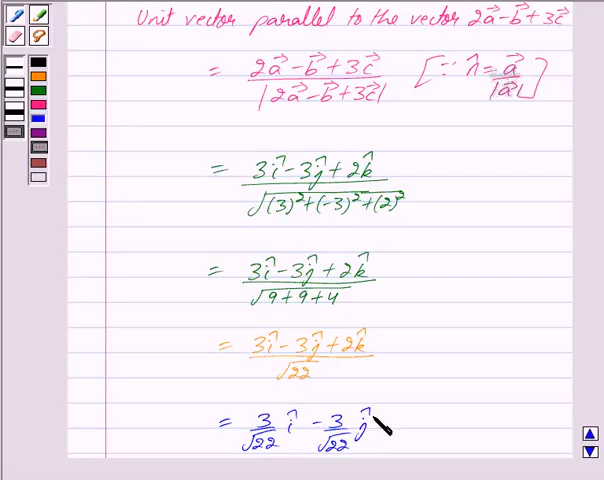 Unit vector parallel to the vector 2a⃗ - b⃗ + 3c⃗
= (2a⃗ - b⃗ + 3c⃗) / |2a⃗ - b⃗ + 3c⃗| [∵ n̂ = a⃗ / |a⃗|]
= (3î - 3ĵ + 2k̂) / √((3)² + (-3)² + (2)²)
= (3î - 3ĵ + 2k̂) / √(9 + 9 + 4)
= (3î - 3ĵ + 2k̂) / √22
= 3/√22 î - 3/√22 ĵ